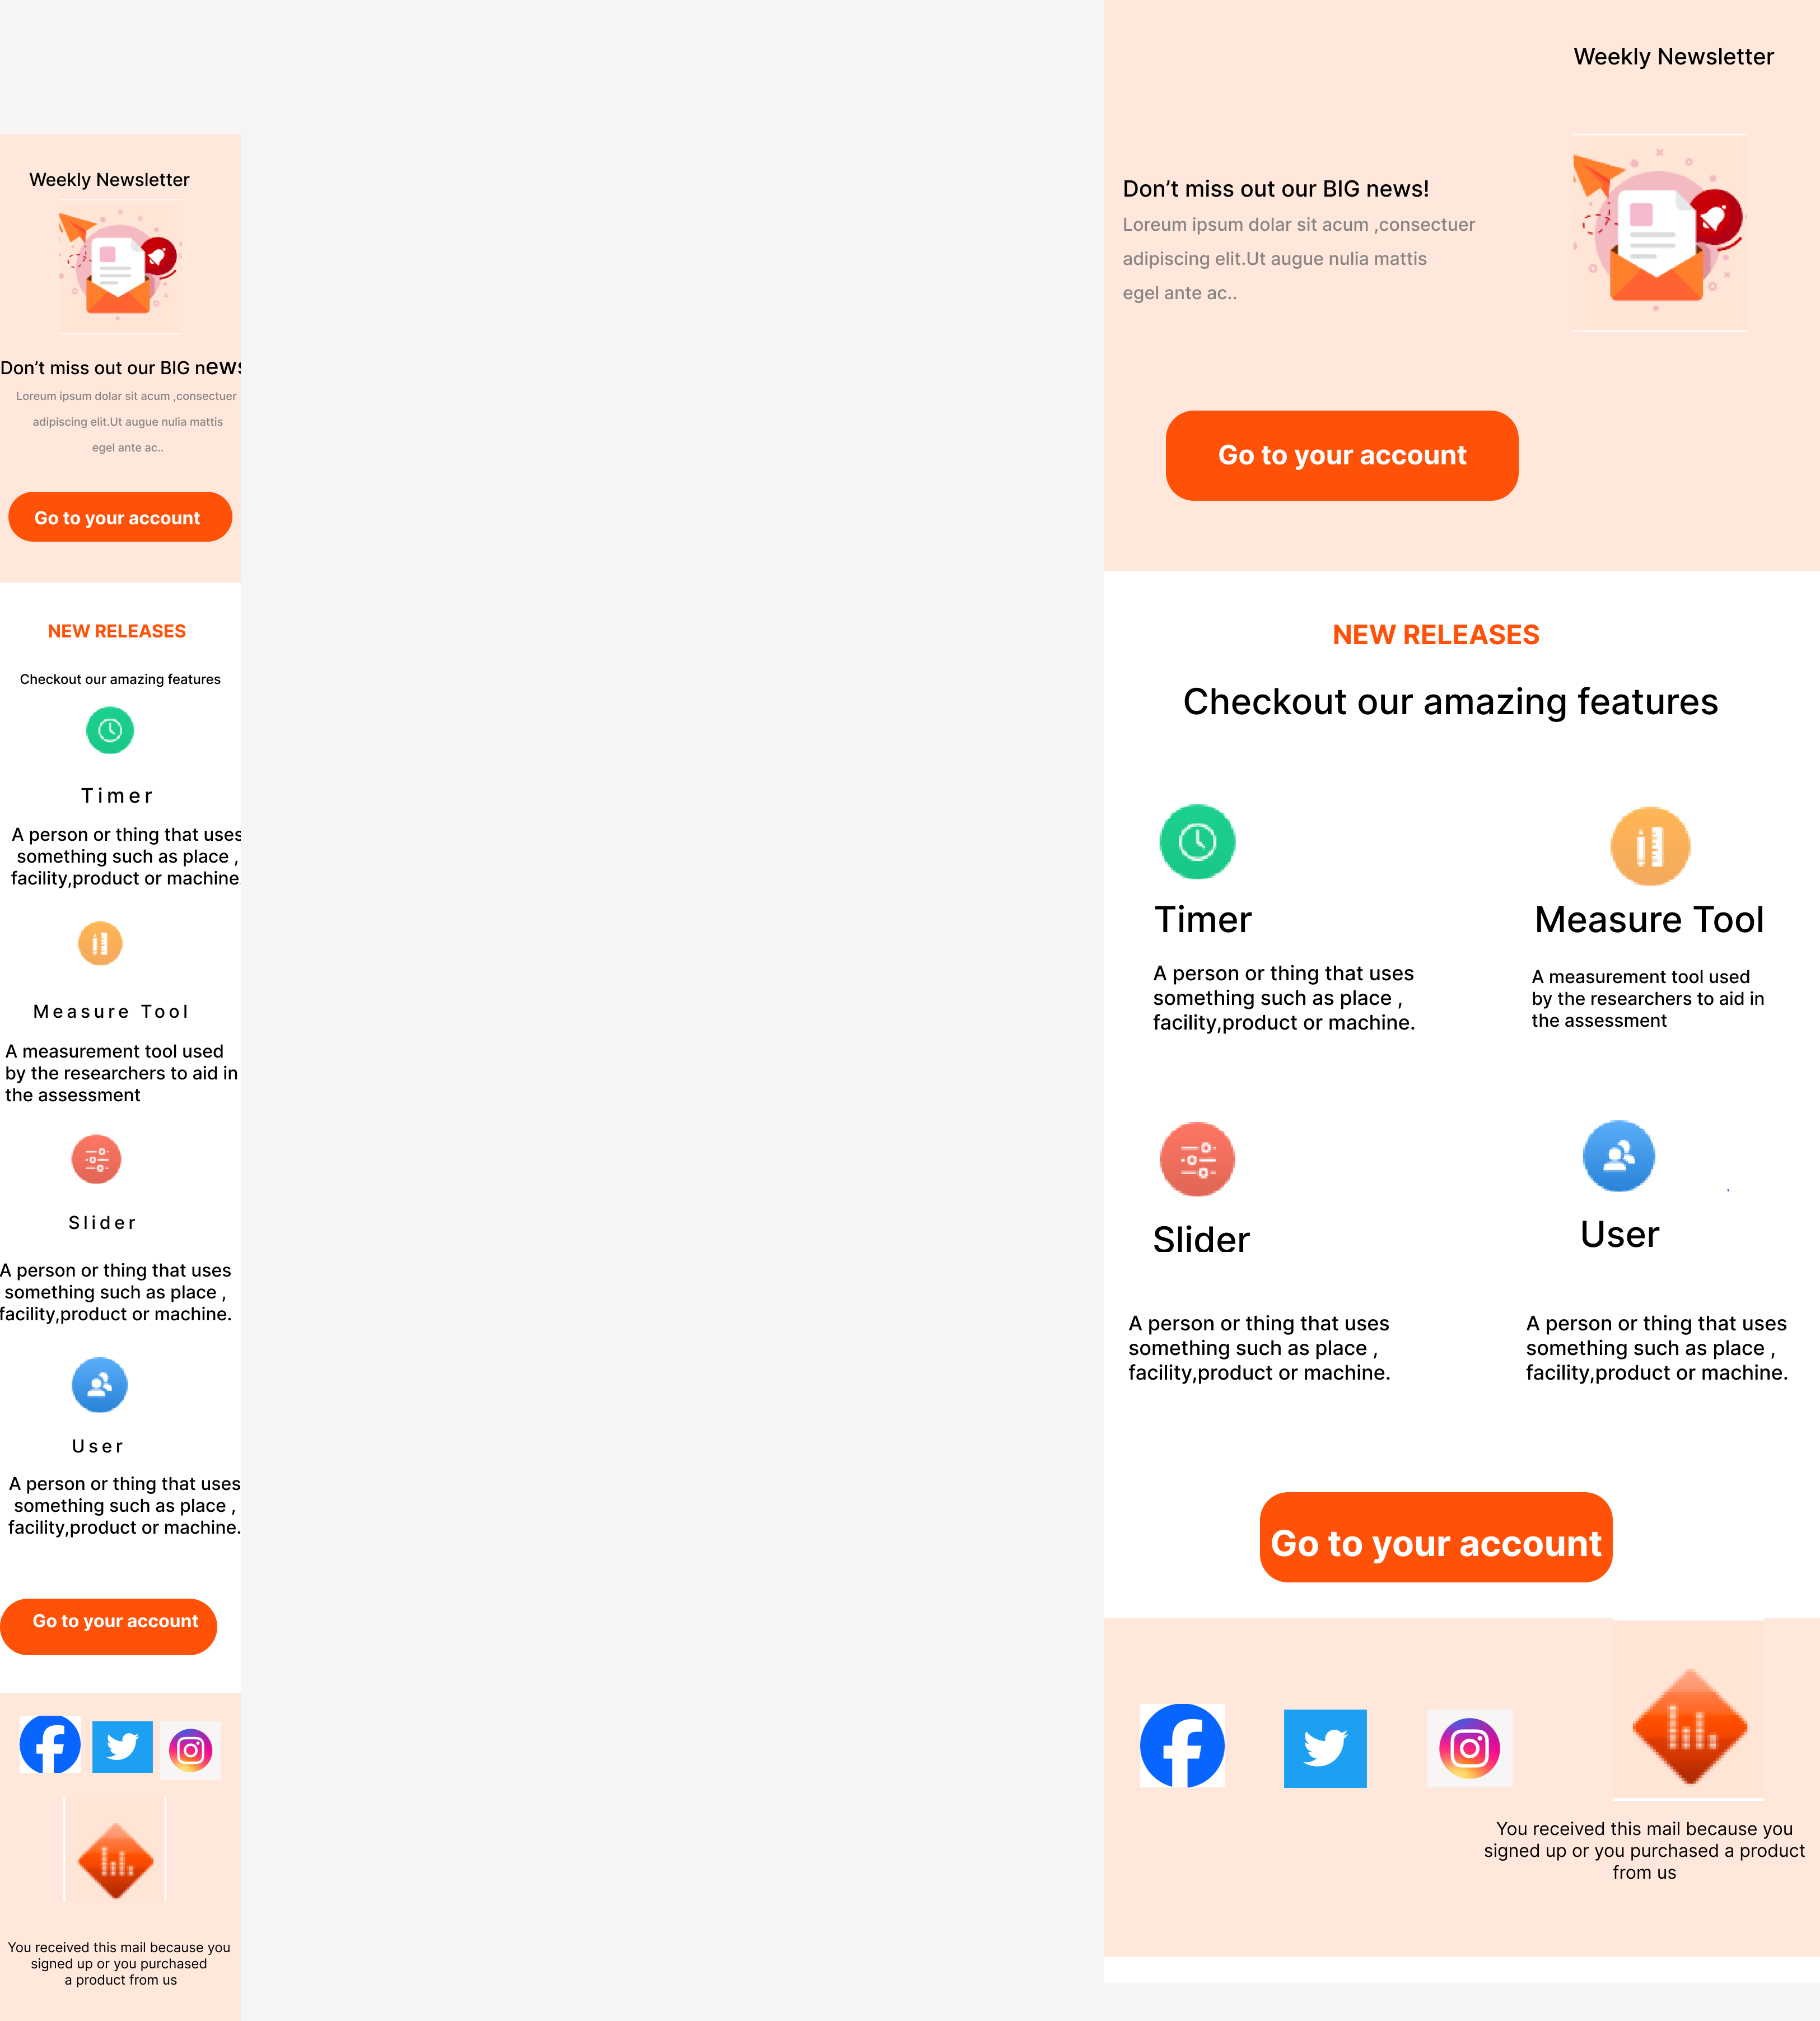 Weekly Newsletter
Don’t miss out our BIG news
Loreum ipsum dolar sit acum ,consectuer
adipiscing elit.Ut augue nulia mattis
egel ante ac..
Go to your account
NEW RELEASES
Checkout our amazing features
Timer
A person or thing that uses
something such as place ,
facility,product or machine.
Measure Tool
A measurement tool used
by the researchers to aid in
the assessment
Slider
A person or thing that uses
something such as place ,
facility,product or machine.
User
A person or thing that uses
something such as place ,
facility,product or machine.
Go to your account
You received this mail because you
signed up or you purchased
a product from us
Weekly Newsletter
Don’t miss out our BIG news!
Loreum ipsum dolar sit acum ,consectuer
adipiscing elit.Ut augue nulia mattis
egel ante ac..
Go to your account
NEW RELEASES
Checkout our amazing features
Timer
A person or thing that uses
something such as place ,
facility,product or machine.
Measure Tool
A measurement tool used
by the researchers to aid in
the assessment
Slider
A person or thing that uses
something such as place ,
facility,product or machine.
User
A person or thing that uses
something such as place ,
facility,product or machine.
Go to your account
You received this mail because you
signed up or you purchased a product
from us